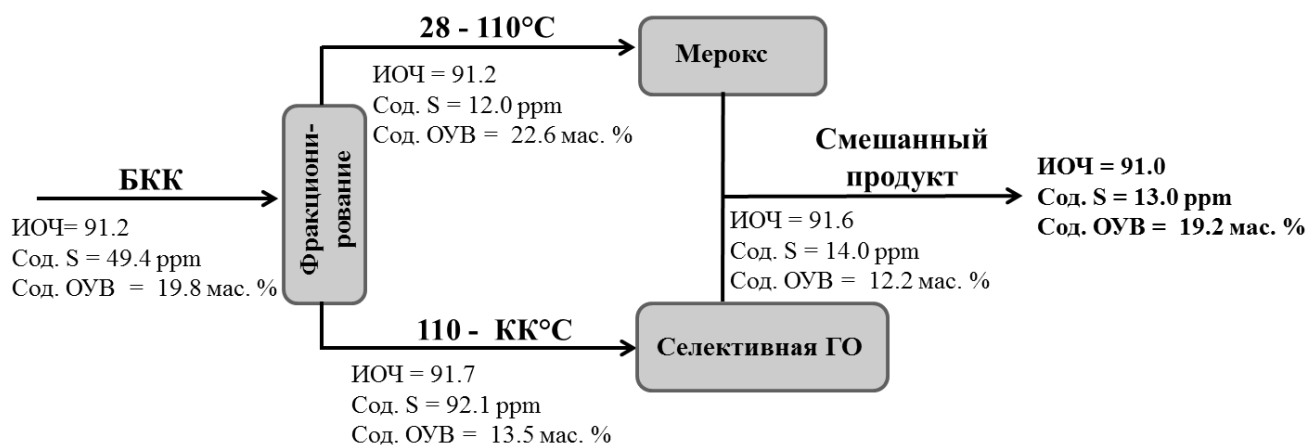 28 - 110°C
ИОЧ = 91.2
Сод. S = 12.0 ppm
Сод. ОУВ = 22.6 мас. %
Мерокс
БКК
ИОЧ= 91.2
Сод. S = 49.4 ppm
Сод. ОУВ = 19.8 мас. %
Фракциони-
рование
Смешанный
продукт
ИОЧ = 91.6
Сод. S = 14.0 ppm
Сод. ОУВ = 12.2 мас. %
ИОЧ = 91.0
Сод. S = 13.0 ppm
Сод. ОУВ = 19.2 мас. %
110 - КК°C
ИОЧ = 91.7
Сод. S = 92.1 ppm
Сод. ОУВ = 13.5 мас. %
Селективная ГО